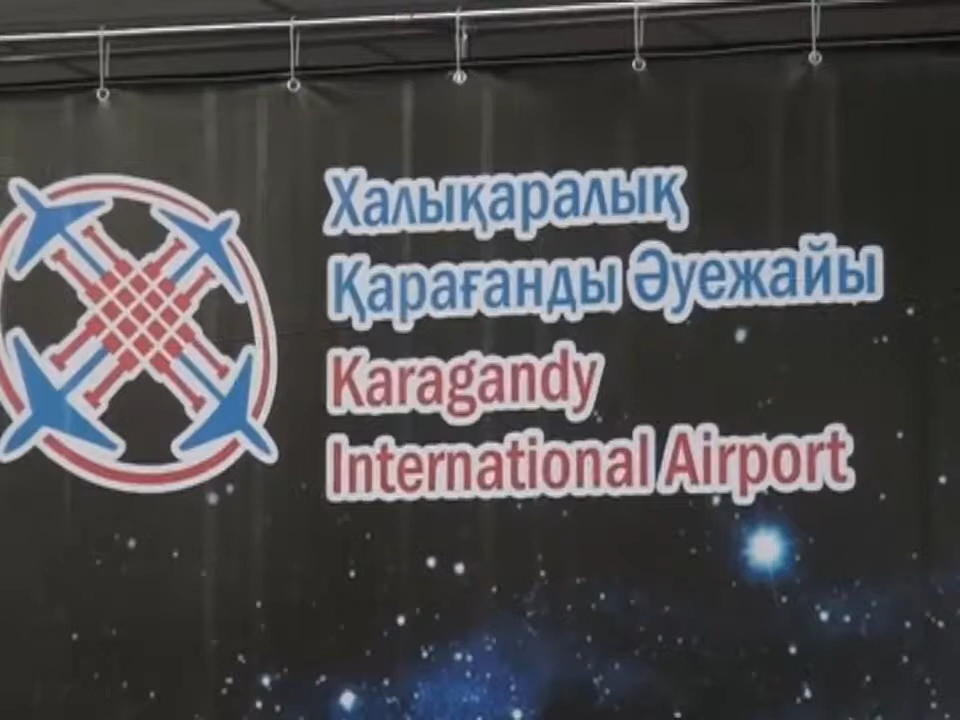 Халықаралық
Қарағанды Әуежайы
Karagandy
International Airport